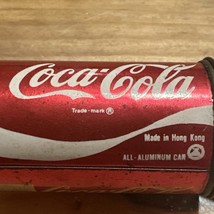 Coca-Cola
Trade-mark ®
Made in Hong Kong
ALL-ALUMINUM CAN